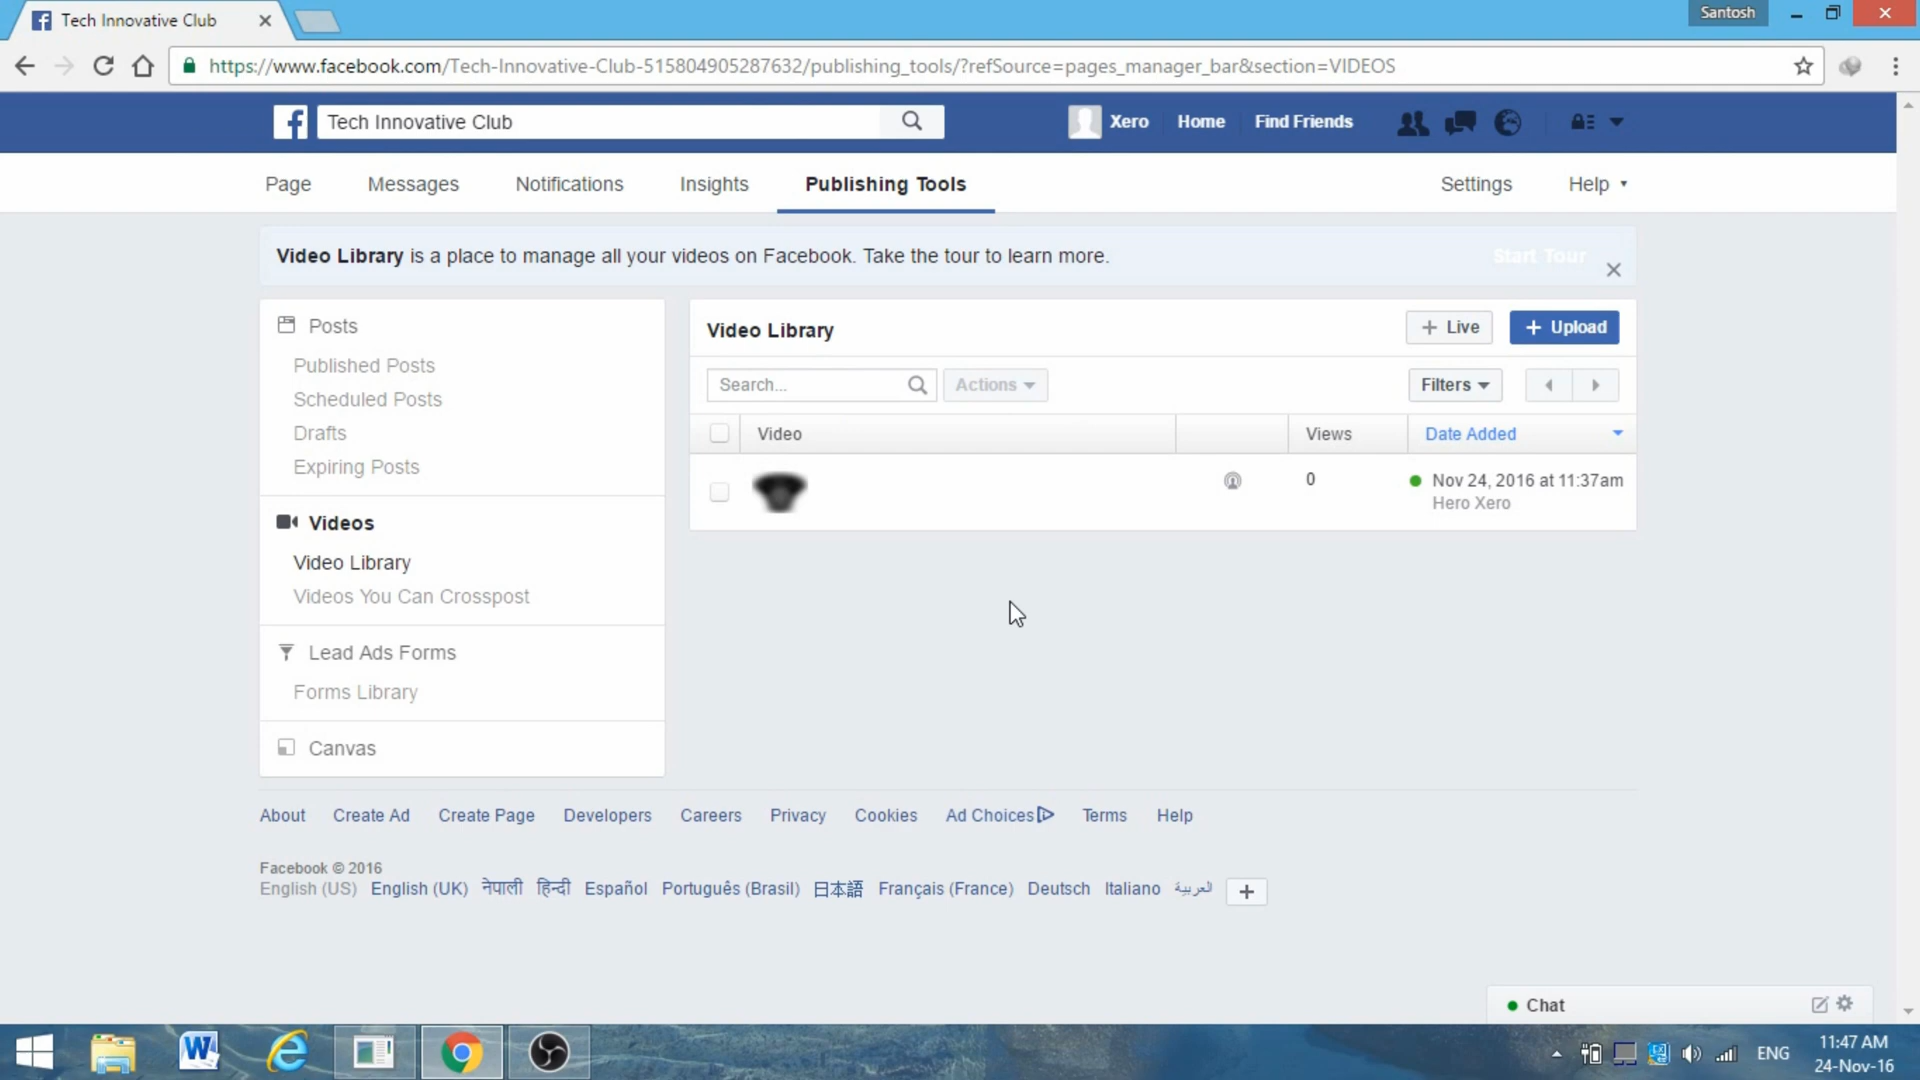 Tech Innovative Club
Santosh
https://www.facebook.com/Tech-Innovative-Club-515804905287632/publishing_tools/?refSource=pages_manager_bar&section=VIDEOS
Tech Innovative Club
Xero
Home
Find Friends
Page
Messages
Notifications
Insights
Publishing Tools
Settings
Help
Video Library is a place to manage all your videos on Facebook. Take the tour to learn more.
Start Tour
Posts
Published Posts
Scheduled Posts
Drafts
Expiring Posts
Videos
Video Library
Videos You Can Crosspost
Lead Ads Forms
Forms Library
Canvas
Video Library
+ Live
+ Upload
Search...
Actions
Filters
Video
Views
Date Added
0
Nov 24, 2016 at 11:37am
Hero Xero
About
Create Ad
Create Page
Developers
Careers
Privacy
Cookies
Ad Choices
Terms
Help
Facebook © 2016
English (US) English (UK) नेपाली हिन्दी Español Português (Brasil) 日本語 Français (France) Deutsch Italiano العربية +
Chat
ENG
11:47 AM
24-Nov-16